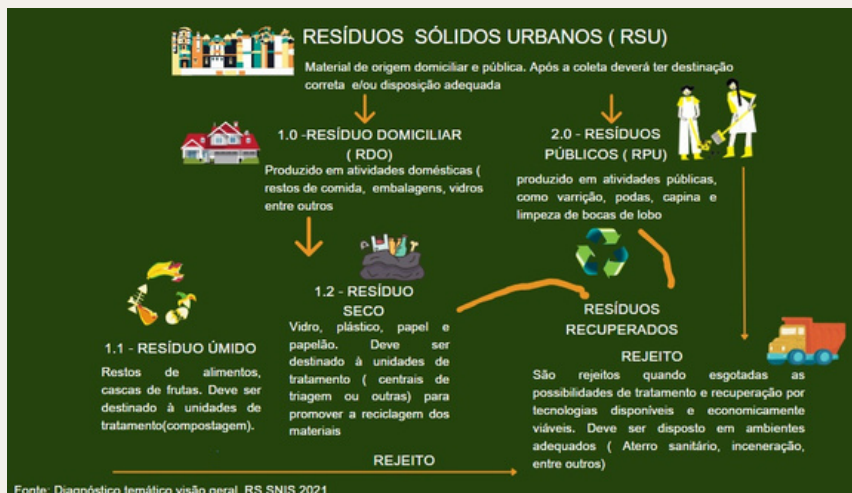 RESÍDUOS SÓLIDOS URBANOS ( RSU)
Material de origem domiciliar e pública. Após a coleta deverá ter destinação
correta e/ou disposição adequada
1.0 -RESÍDUO DOMICILIAR
( RDO)
Produzido em atividades domésticas (
restos de comida, embalagens, vidros
entre outros
2.0 - RESÍDUOS
PÚBLICOS ( RPU)
produzido em atividades públicas,
como varrição, podas, capina e
limpeza de bocas de lobo
1.1 - RESÍDUO ÚMIDO
Restos de alimentos,
cascas de frutas. Deve ser
destinado à unidades de
tratamento(compostagem).
1.2 - RESÍDUO
SECO
Vidro, plástico, papel e
papelão. Deve ser
destinado à unidades de
tratamento ( centrais de
triagem ou outras) para
promover a reciclagem dos
materiais
RESÍDUOS
RECUPERADOS
REJEITO
São rejeitos quando esgotadas as
possibilidades de tratamento e recuperação por
tecnologias disponíveis e economicamente
viáveis. Deve ser disposto em ambientes
adequados ( Aterro sanitário, inceneração,
entre outros)
REJEITO
Fonte: Diagnóstico temático visão geral RS SNIS 2021